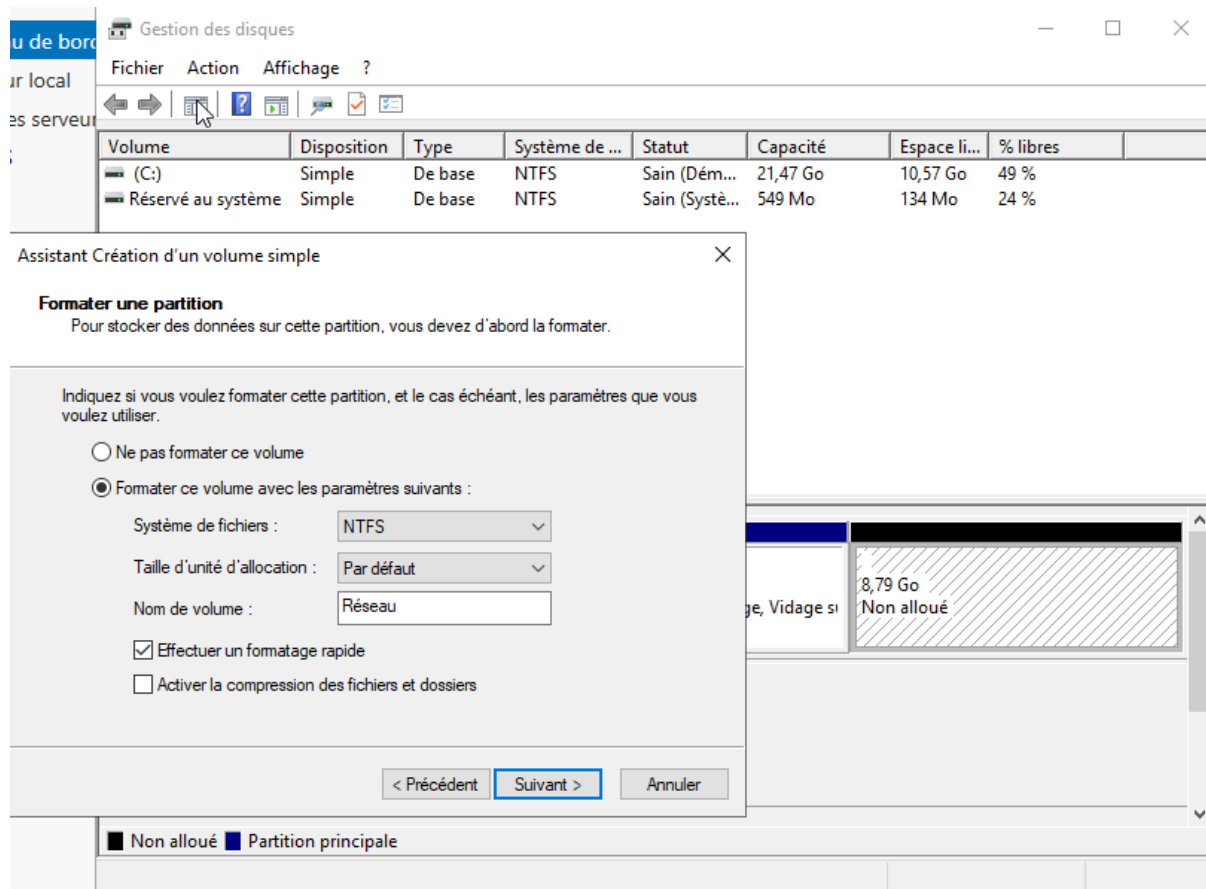 Gestion des disques
Fichier Action Affichage ?
Volume Disposition Type Système de ... Statut Capacité Espace li... % libres
(C:) Simple De base NTFS Sain (Dém... 21,47 Go 10,57 Go 49 %
Réservé au système Simple De base NTFS Sain (Systè... 549 Mo 134 Mo 24 %
u de bord
ur local
es serveur
Assistant Création d'un volume simple
Formater une partition
Pour stocker des données sur cette partition, vous devez d'abord la formater.
Indiquez si vous voulez formater cette partition, et le cas échéant, les paramètres que vous
voulez utiliser.
Ne pas formater ce volume
Formater ce volume avec les paramètres suivants :
Système de fichiers : NTFS
Taille d'unité d'allocation : Par défaut
Nom de volume : Réseau
Effectuer un formatage rapide
Activer la compression des fichiers et dossiers
< Précédent Suivant > Annuler
8,79 Go
ge, Vidage su Non alloué
Non alloué Partition principale